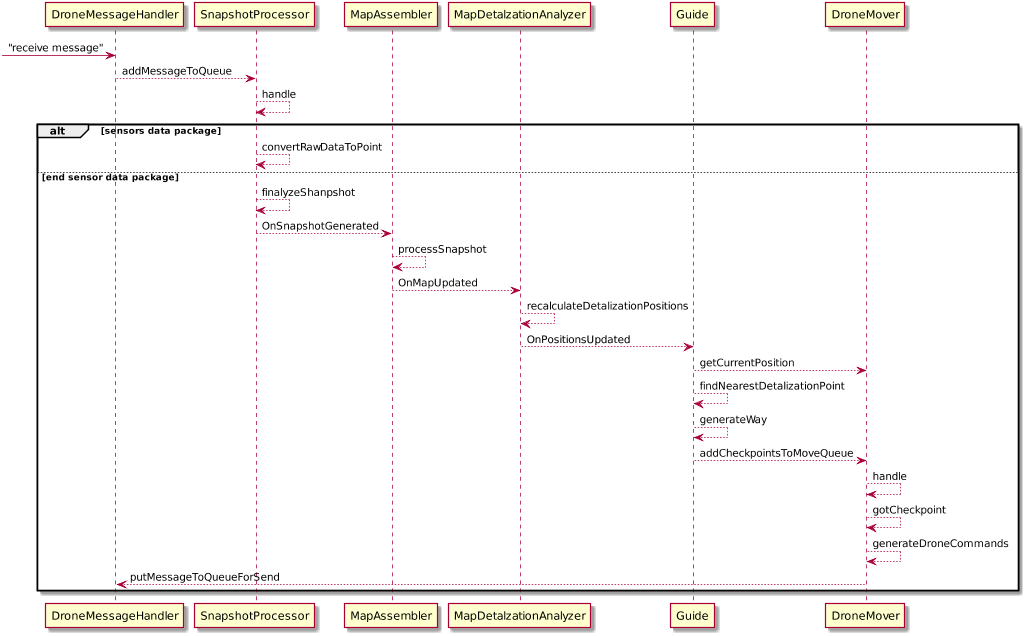 DroneMessageHandler SnapshotProcessor MapAssembler MapDetalzationAnalyzer Guide DroneMover
"receive message"
addMessageToQueue
handle
alt [sensors data package]
convertRawDataToPoint
[end sensor data package]
finalyzeShanpshot
OnSnapshotGenerated
processSnapshot
OnMapUpdated
recalculateDetalizationPositions
OnPositionsUpdated
getCurrentPosition
findNearestDetalizationPoint
generateWay
addCheckpointsToMoveQueue
handle
gotCheckpoint
generateDroneCommands
putMessageToQueueForSend
DroneMessageHandler SnapshotProcessor MapAssembler MapDetalzationAnalyzer Guide DroneMover